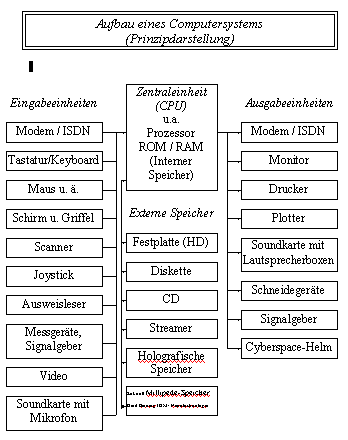 Aufbau eines Computersystems
(Prinzipdarstellung)
Eingabeeinheiten
Modem / ISDN
Tastatur/Keyboard
Maus u. ä.
Schirm u. Griffel
Scanner
Joystick
Ausweisleser
Messgeräte,
Signalgeber
Video
Soundkarte mit
Mikrofon
Zentraleinheit
(CPU)
u.a.
Prozessor
ROM / RAM
(Interner
Speicher)
Externe Speicher
Festplatte (HD)
Diskette
CD
Streamer
Holografische
Speicher
Millipede-Speicher
Ausgabeeinheiten
Modem / ISDN
Monitor
Drucker
Plotter
Soundkarte mit
Lautsprecherboxen
Schneidegeräte
Signalgeber
Cyberspace-Helm